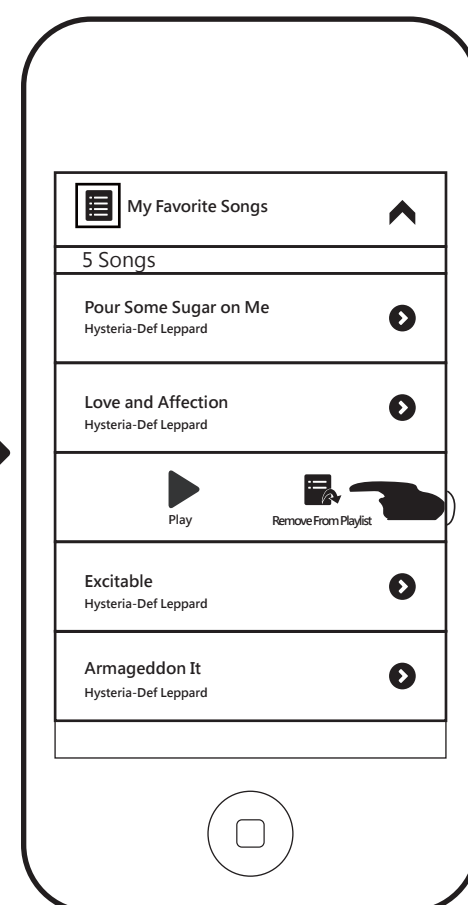 My Favorite Songs
5 Songs
Pour Some Sugar on Me
Hysteria-Def Leppard
Love and Affection
Hysteria-Def Leppard
Play Remove From Playlist
Excitable
Hysteria-Def Leppard
Armageddon It
Hysteria-Def Leppard